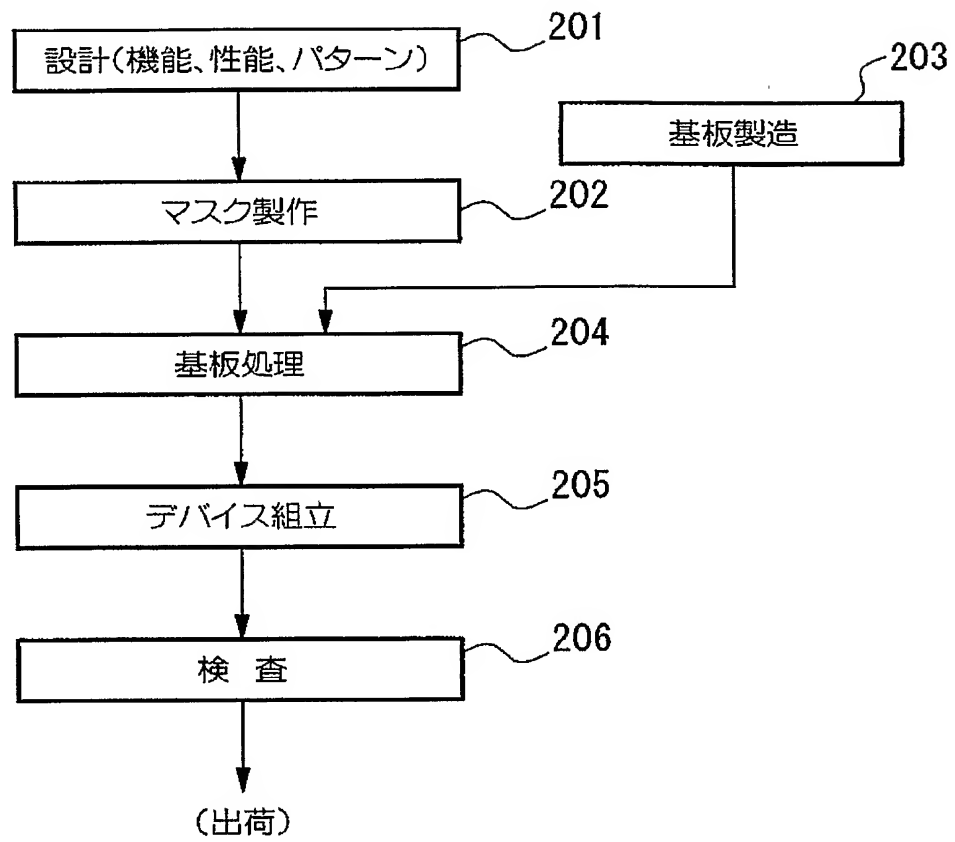 設計(機能、性能、パターン)
201
203
基板製造
マスク製作
202
基板処理
204
デバイス組立
205
検 査
206
(出荷)